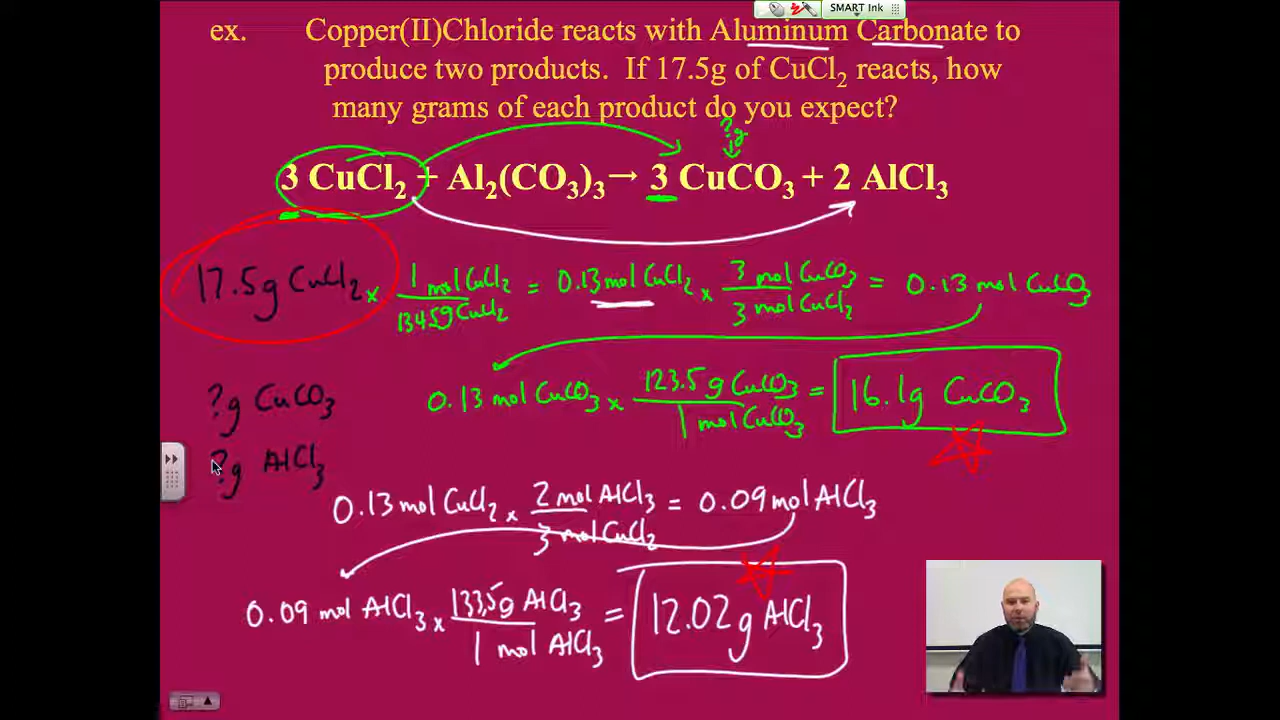 SMART Ink
ex. Copper(II)Chloride reacts with Aluminum Carbonate to
produce two products. If 17.5g of CuCl₂ reacts, how
many grams of each product do you expect?
?g
3 CuCl₂ + Al₂(CO₃)₃→ 3 CuCO₃ + 2 AlCl₃
17.5g CuCl₂ x 1 mol CuCl₂ / 134.5g CuCl₂ = 0.13 mol CuCl₂ x 3 mol CuCO₃ / 3 mol CuCl₂ = 0.13 mol CuCO₃
?g CuCO₃
0.13 mol CuCO₃ x 123.5g CuCO₃ / 1 mol CuCO₃ = 16.1g CuCO₃
?g AlCl₃
0.13 mol CuCl₂ x 2 mol AlCl₃ / 3 mol CuCl₂ = 0.09 mol AlCl₃
0.09 mol AlCl₃ x 133.5g AlCl₃ / 1 mol AlCl₃ = 12.02g AlCl₃